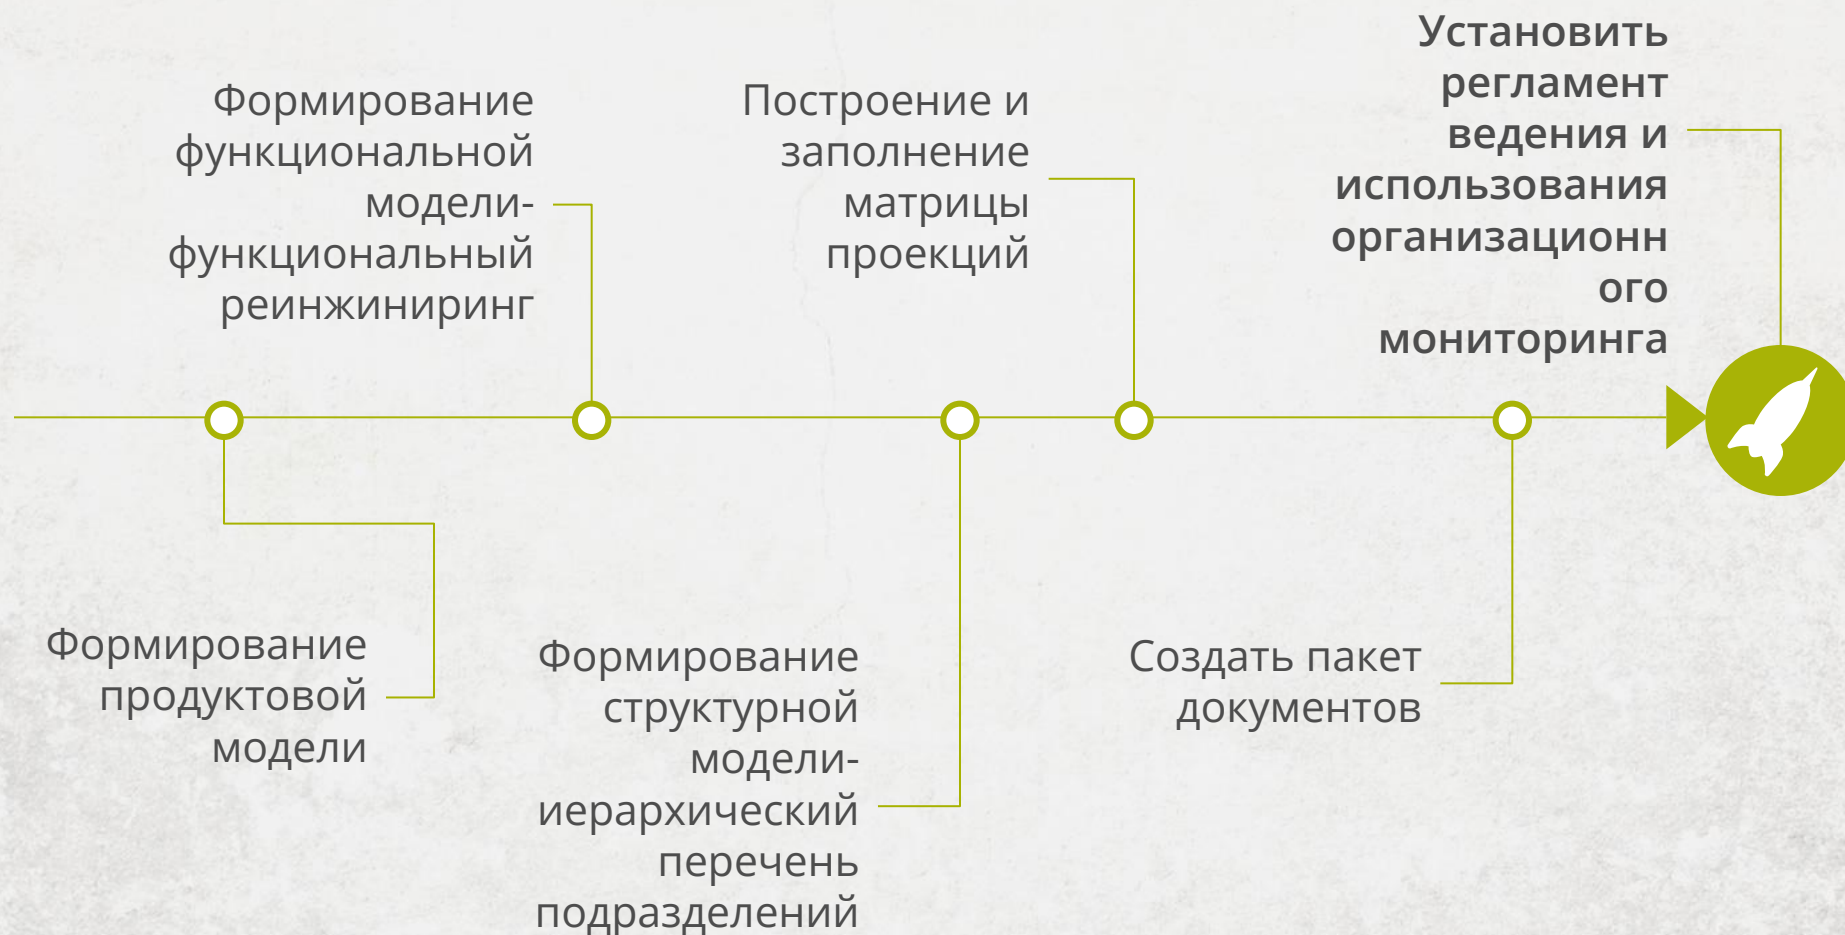 Формирование
функциональной
модели-
функциональный
реинжиниринг
Построение и
заполнение
матрицы
проекций
Установить
регламент
ведения и
использования
организационн
ого
мониторинга
Формирование
продуктовой
модели
Формирование
структурной
модели-
иерархический
перечень
подразделений
Создать пакет
документов